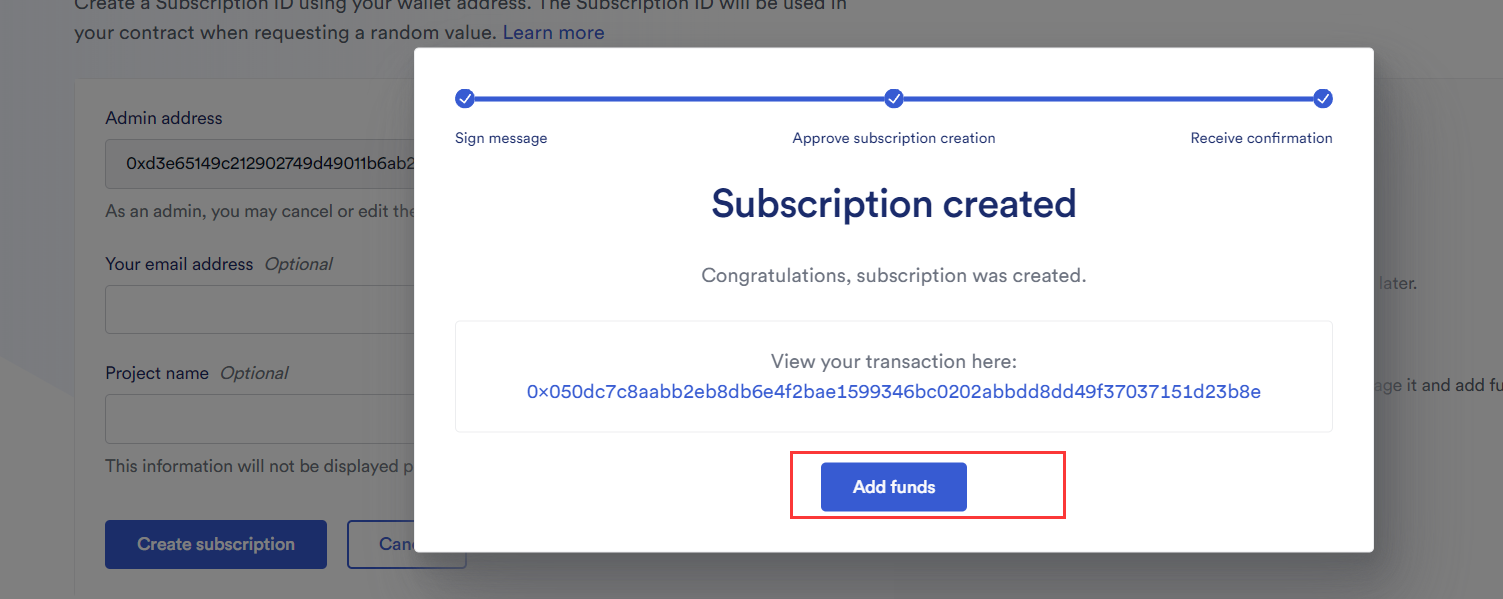 Create a Subscription ID using your wallet address. The Subscription ID will be used in
your contract when requesting a random value. Learn more
Admin address
0xd3e65149c212902749d49011b6ab2
As an admin, you may cancel or edit the
Your email address Optional
Project name Optional
This information will not be displayed p
Create subscription
Can
Sign message
Approve subscription creation
Receive confirmation
Subscription created
Congratulations, subscription was created.
View your transaction here:
0x050dc7c8aabb2eb8db6e4f2bae1599346bc0202abbdd8dd49f37037151d23b8e
Add funds
later.
age it and add fu